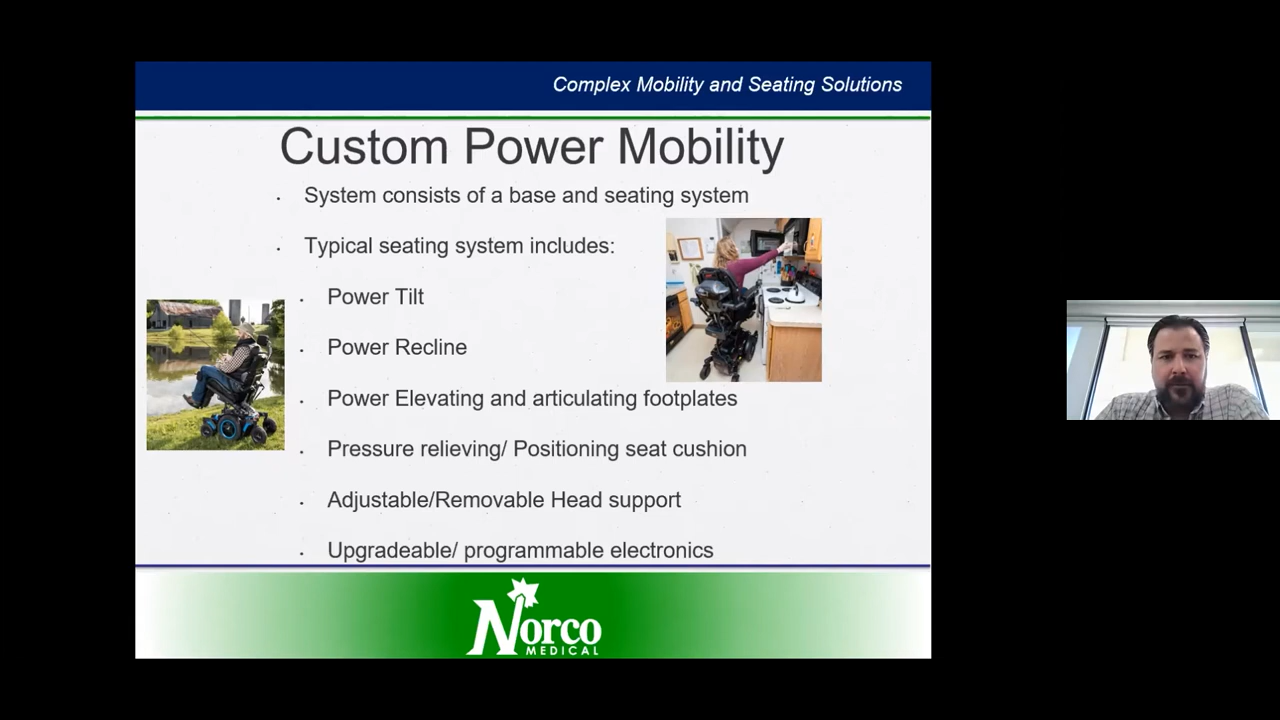 Complex Mobility and Seating Solutions
Custom Power Mobility
System consists of a base and seating system
Typical seating system includes:
Power Tilt
Power Recline
Power Elevating and articulating footplates
Pressure relieving/ Positioning seat cushion
Adjustable/Removable Head support
Upgradeable/ programmable electronics
Norco
MEDICAL